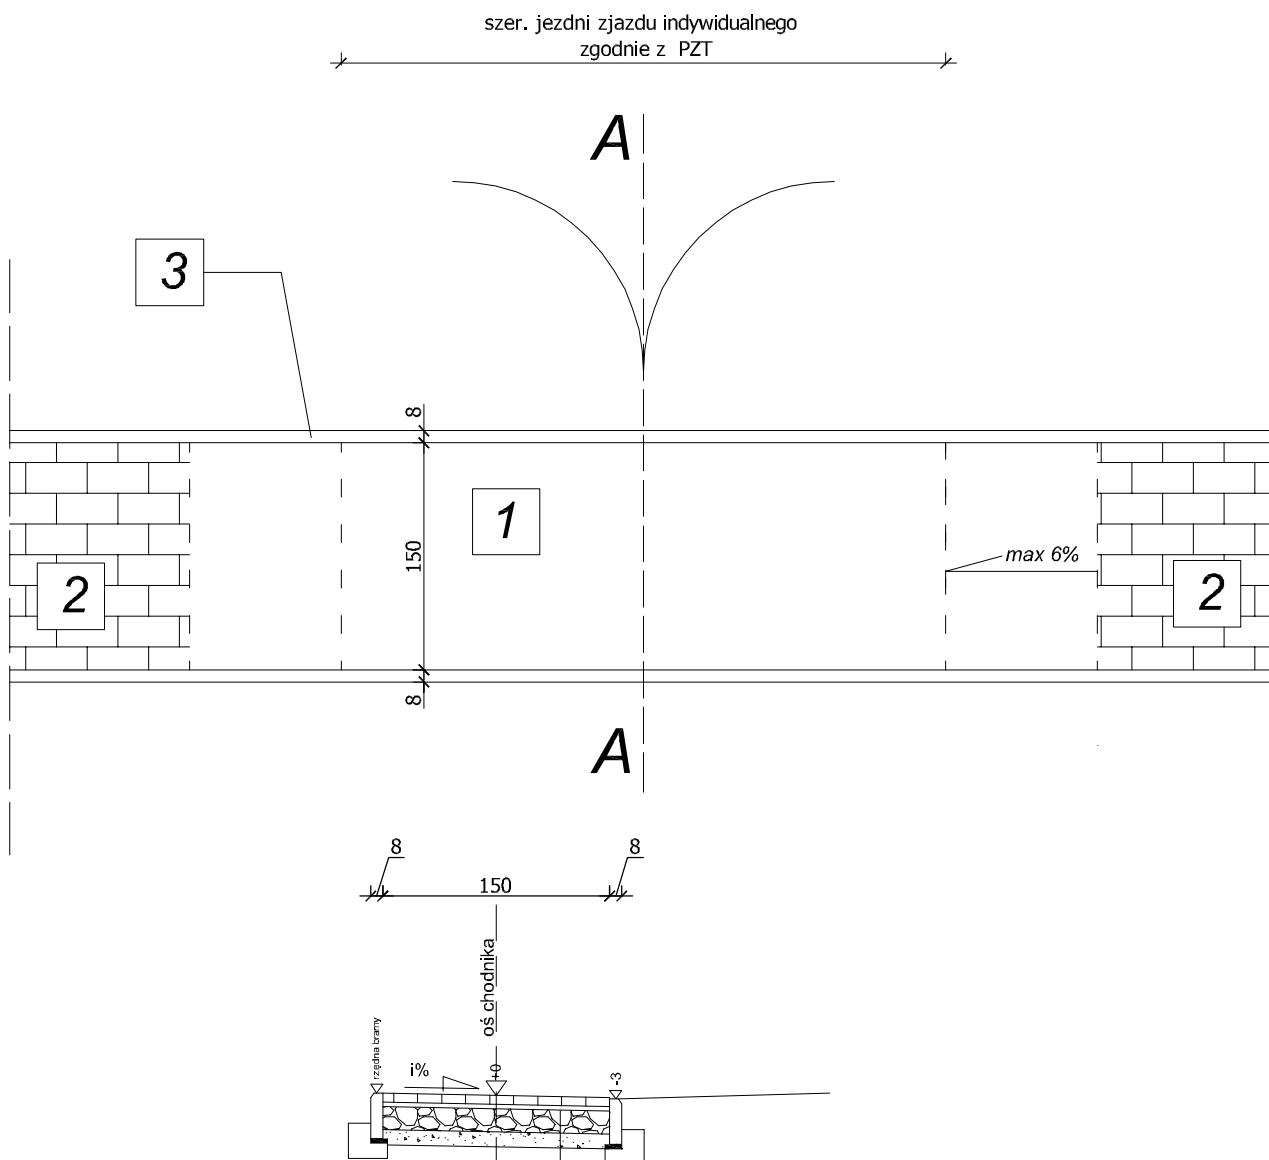 szer. jezdni zjazdu indywidualnego
zgodnie z PZT
A
3
8
1
150
max 6%
2
2
8
A
8
8
150
oś chodnika
rzędna bramy
i%
+0
-3